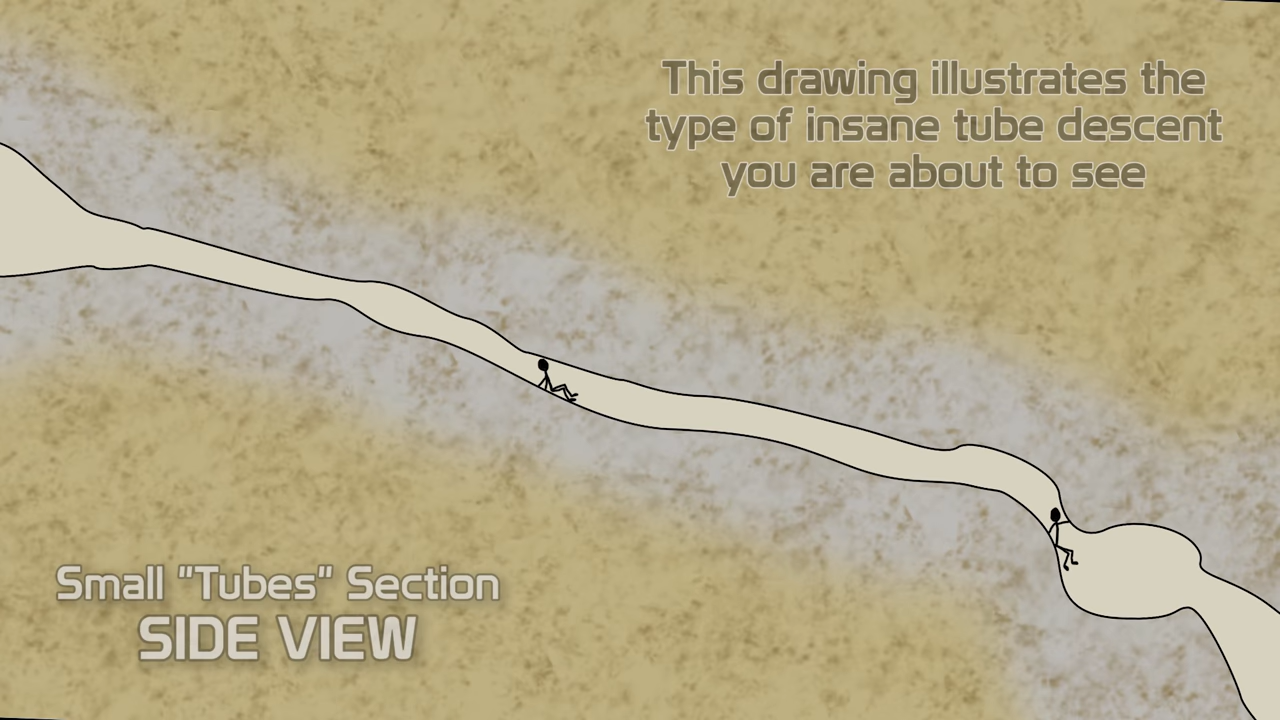 This drawing illustrates the
type of insane tube descent
you are about to see
Small "Tubes" Section
SIDE VIEW